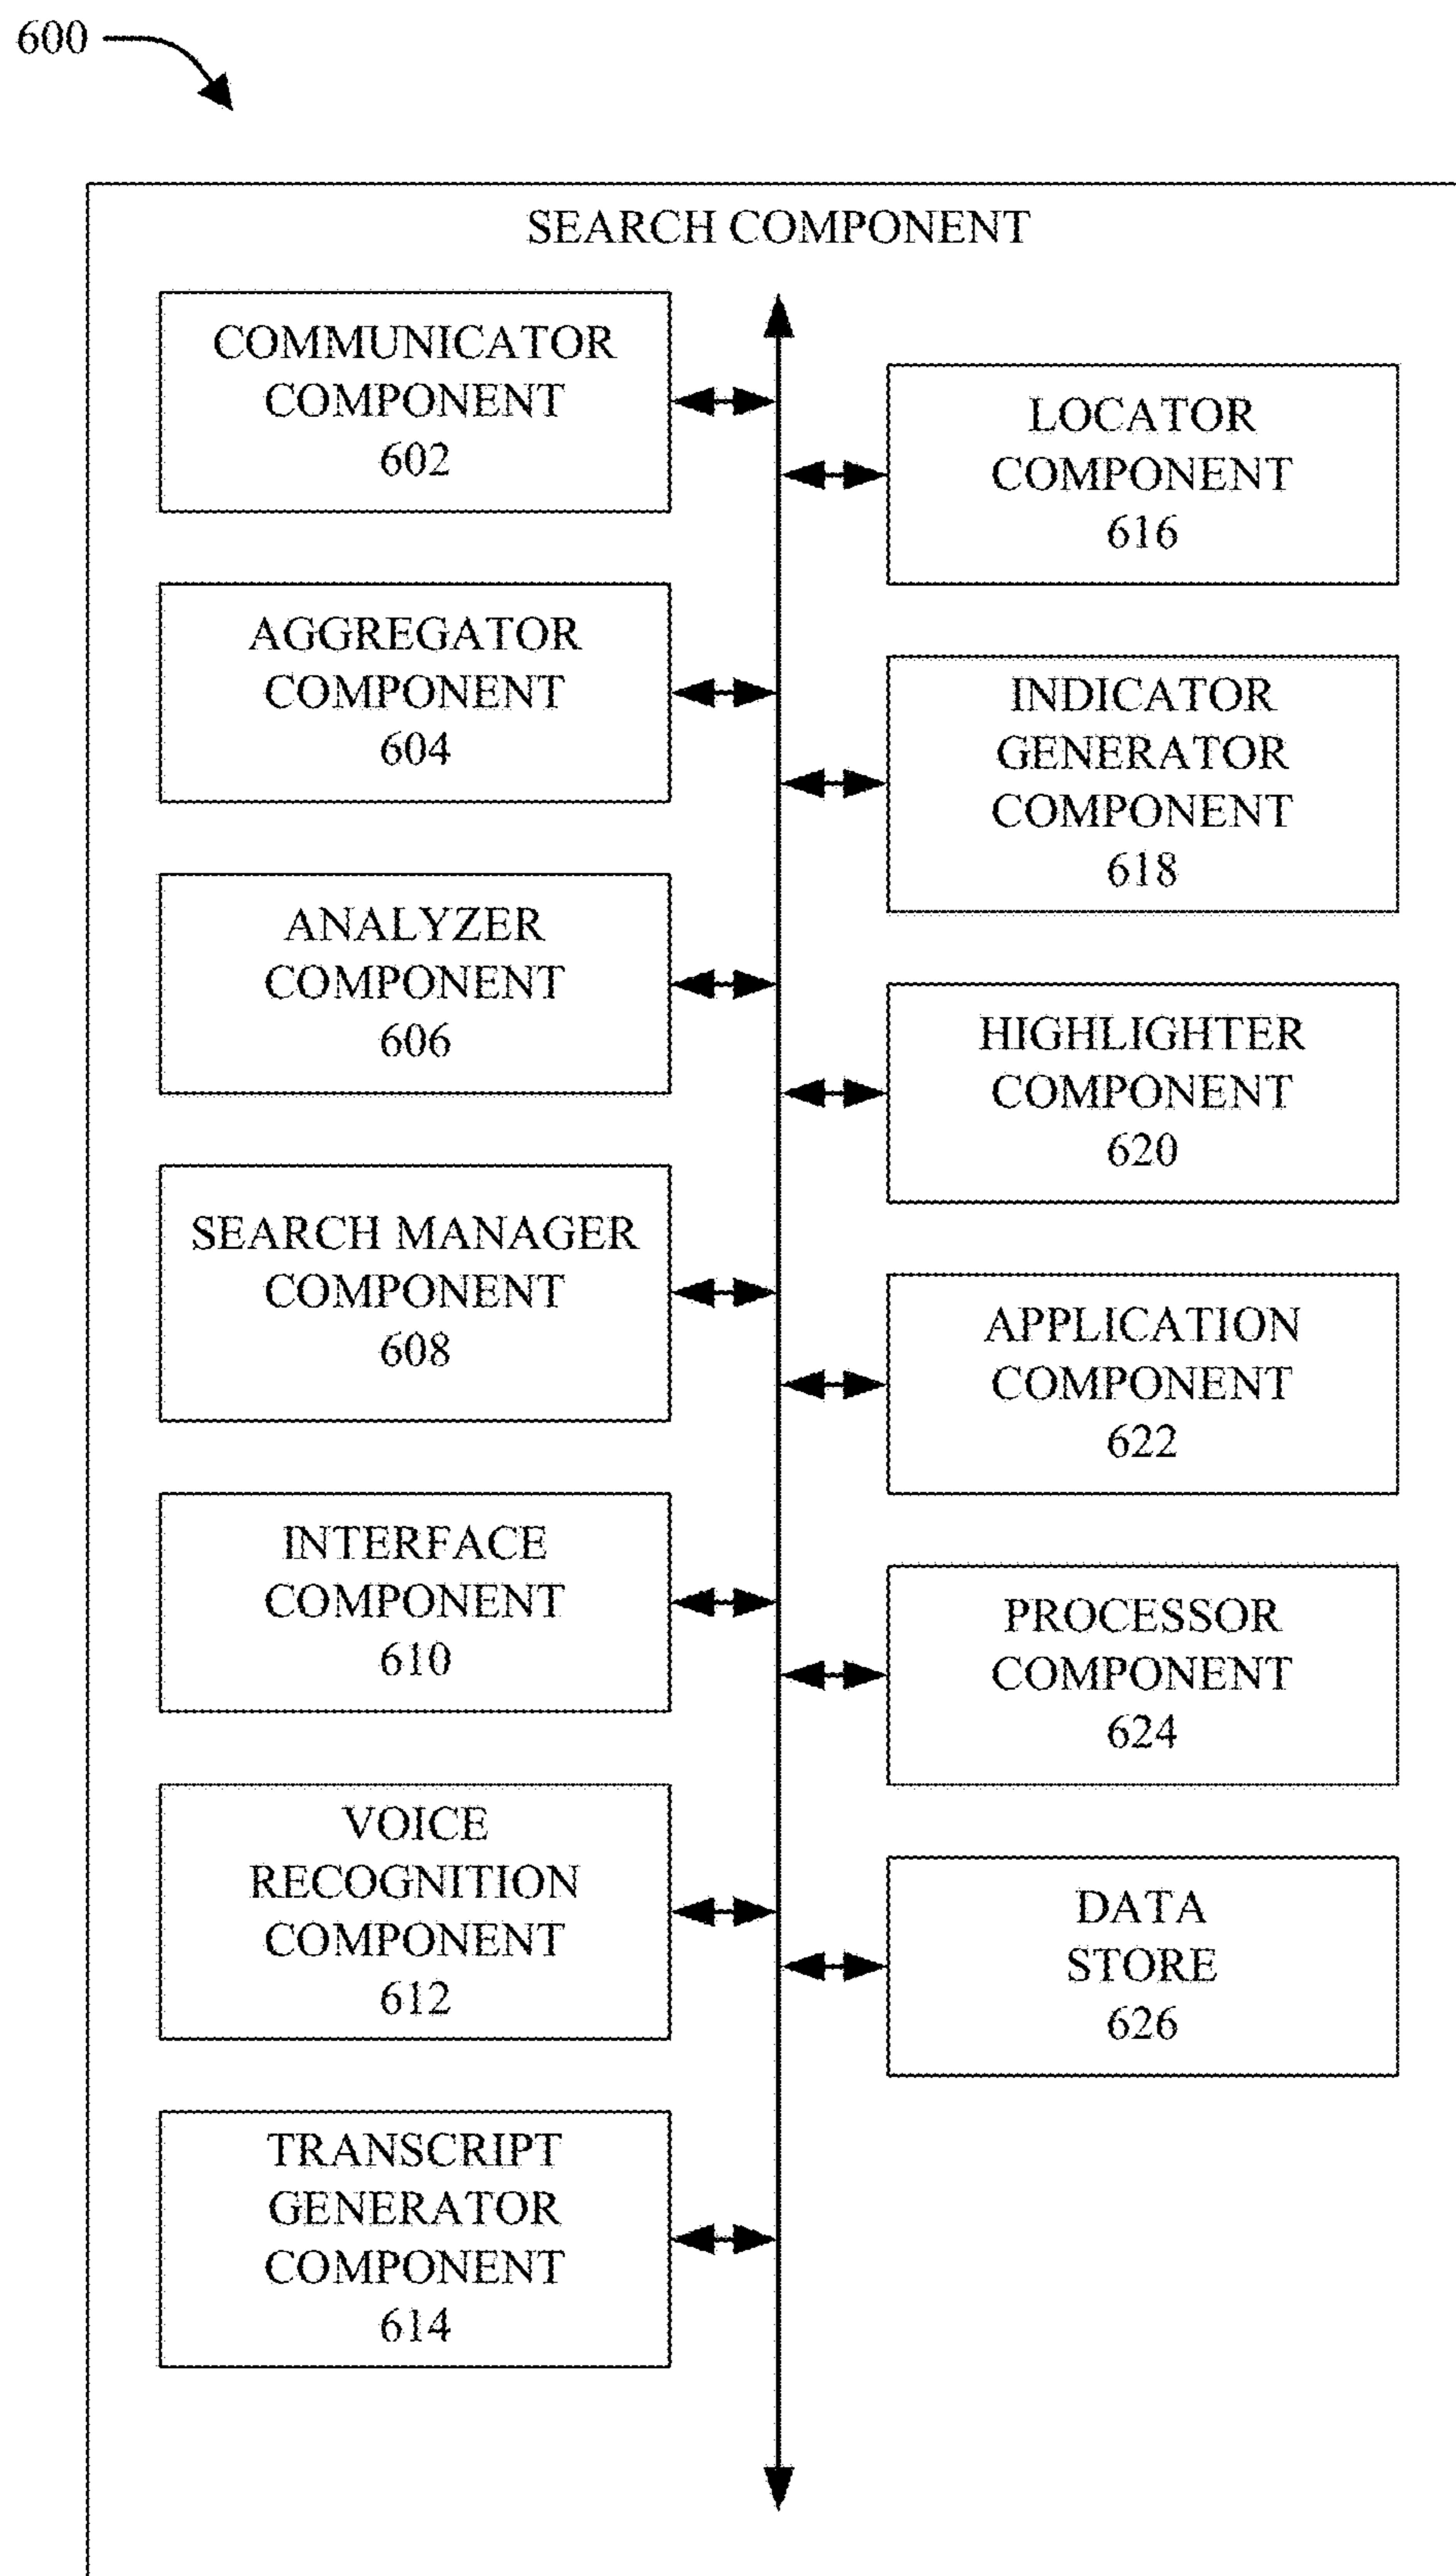 600
SEARCH COMPONENT
COMMUNICATOR
COMPONENT
602
AGGREGATOR
COMPONENT
604
ANALYZER
COMPONENT
606
SEARCH MANAGER
COMPONENT
608
INTERFACE
COMPONENT
610
VOICE
RECOGNITION
COMPONENT
612
TRANSCRIPT
GENERATOR
COMPONENT
614
LOCATOR
COMPONENT
616
INDICATOR
GENERATOR
COMPONENT
618
HIGHLIGHTER
COMPONENT
620
APPLICATION
COMPONENT
622
PROCESSOR
COMPONENT
624
DATA
STORE
626